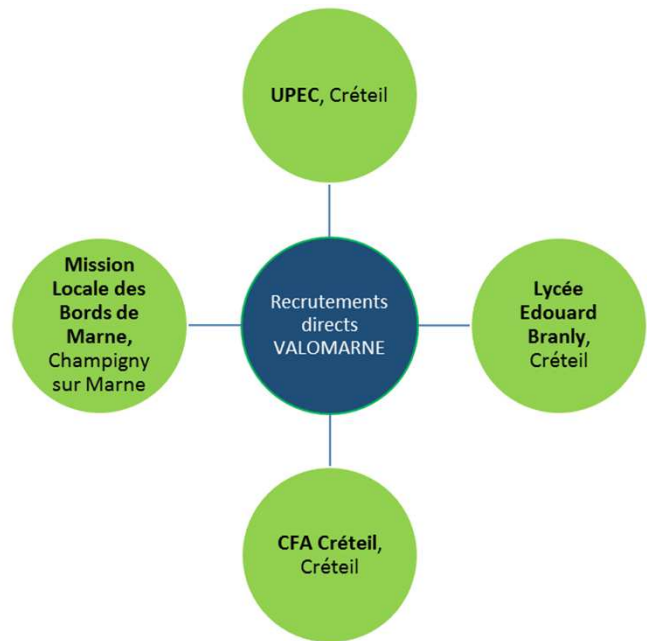 UPEC, Créteil
Mission
Locale des
Bords de
Marne,
Champigny
sur Marne
Recrutements
directs
VALOMARNE
Lycée
Edouard
Branly,
Créteil
CFA Créteil,
Créteil